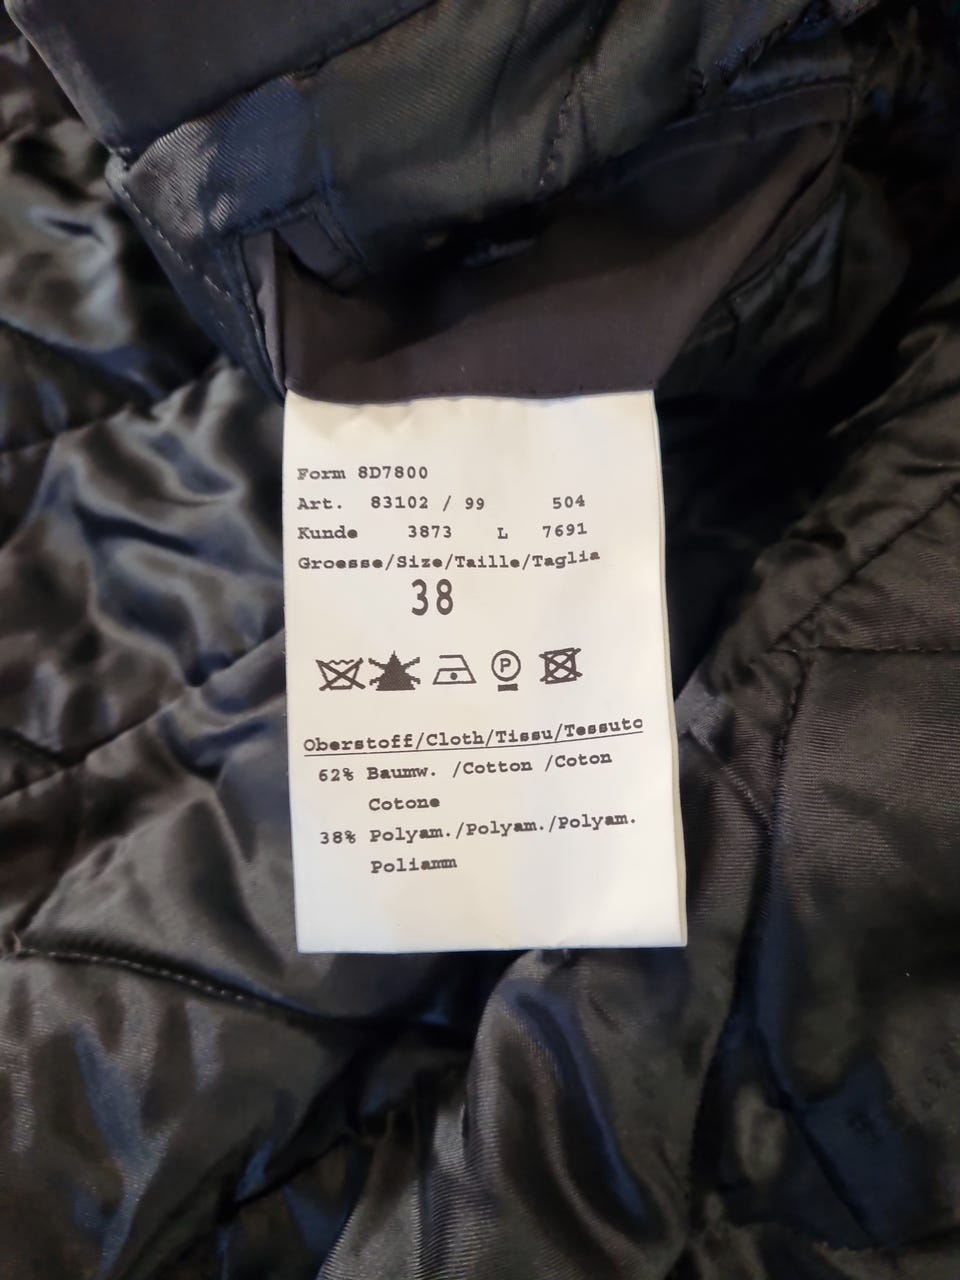 Form 8D7800
Art. 83102 / 99 504
Kunde 3873 L 7691
Groesse/Size/Taille/Taglia
38
P
Oberstoff/Cloth/Tissu/Tessuto
62% Baumw. /Cotton /Coton
Cotone
38% Polyam./Polyam./Polyam.
Poliamm